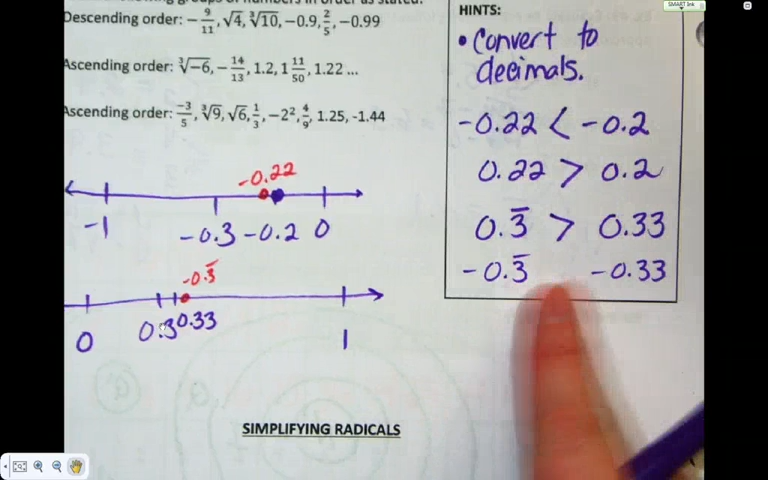 Descending order: −9/11, √4, ∛10, −0.9, 2/5, −0.99
Ascending order: ∛−6, −14/13, 1.2, 1 11/50, 1.22 ...
Ascending order: −3/5, ∛9, √6, 1/3, −2², 4/9, 1.25, -1.44
HINTS:
• Convert to
decimals.
-0.22 < -0.2
0.22 > 0.2
0.3̅ > 0.33
-0.3̅ -0.33
-0.22
-1 -0.3 -0.2 0
-0.3̅
0 0.3 0.33 1
SIMPLIFYING RADICALS
SMART Ink